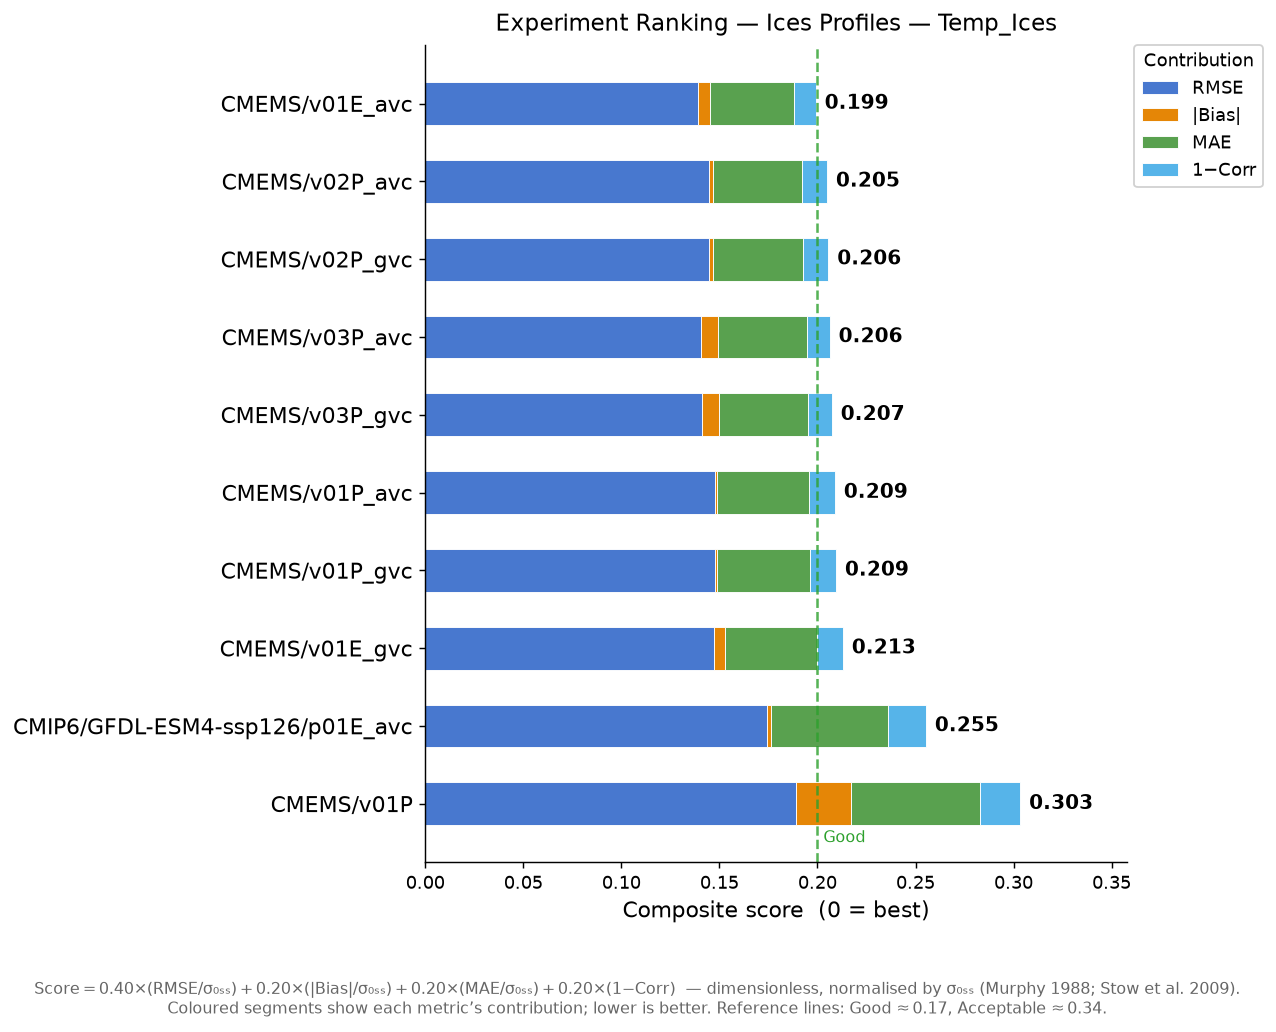 Experiment Ranking — Ices Profiles — Temp_Ices
Contribution
RMSE
|Bias|
MAE
1−Corr
CMEMS/v01E_avc 0.199
CMEMS/v02P_avc 0.205
CMEMS/v02P_gvc 0.206
CMEMS/v03P_avc 0.206
CMEMS/v03P_gvc 0.207
CMEMS/v01P_avc 0.209
CMEMS/v01P_gvc 0.209
CMEMS/v01E_gvc 0.213
CMIP6/GFDL-ESM4-ssp126/p01E_avc 0.255
CMEMS/v01P 0.303
Good
0.00 0.05 0.10 0.15 0.20 0.25 0.30 0.35
Composite score (0 = best)
Score = 0.40×(RMSE/σ₀ₛₛ) + 0.20×(|Bias|/σ₀ₛₛ) + 0.20×(MAE/σ₀ₛₛ) + 0.20×(1−Corr) — dimensionless, normalised by σ₀ₛₛ (Murphy 1988; Stow et al. 2009).
Coloured segments show each metric’s contribution; lower is better. Reference lines: Good ≈ 0.17, Acceptable ≈ 0.34.